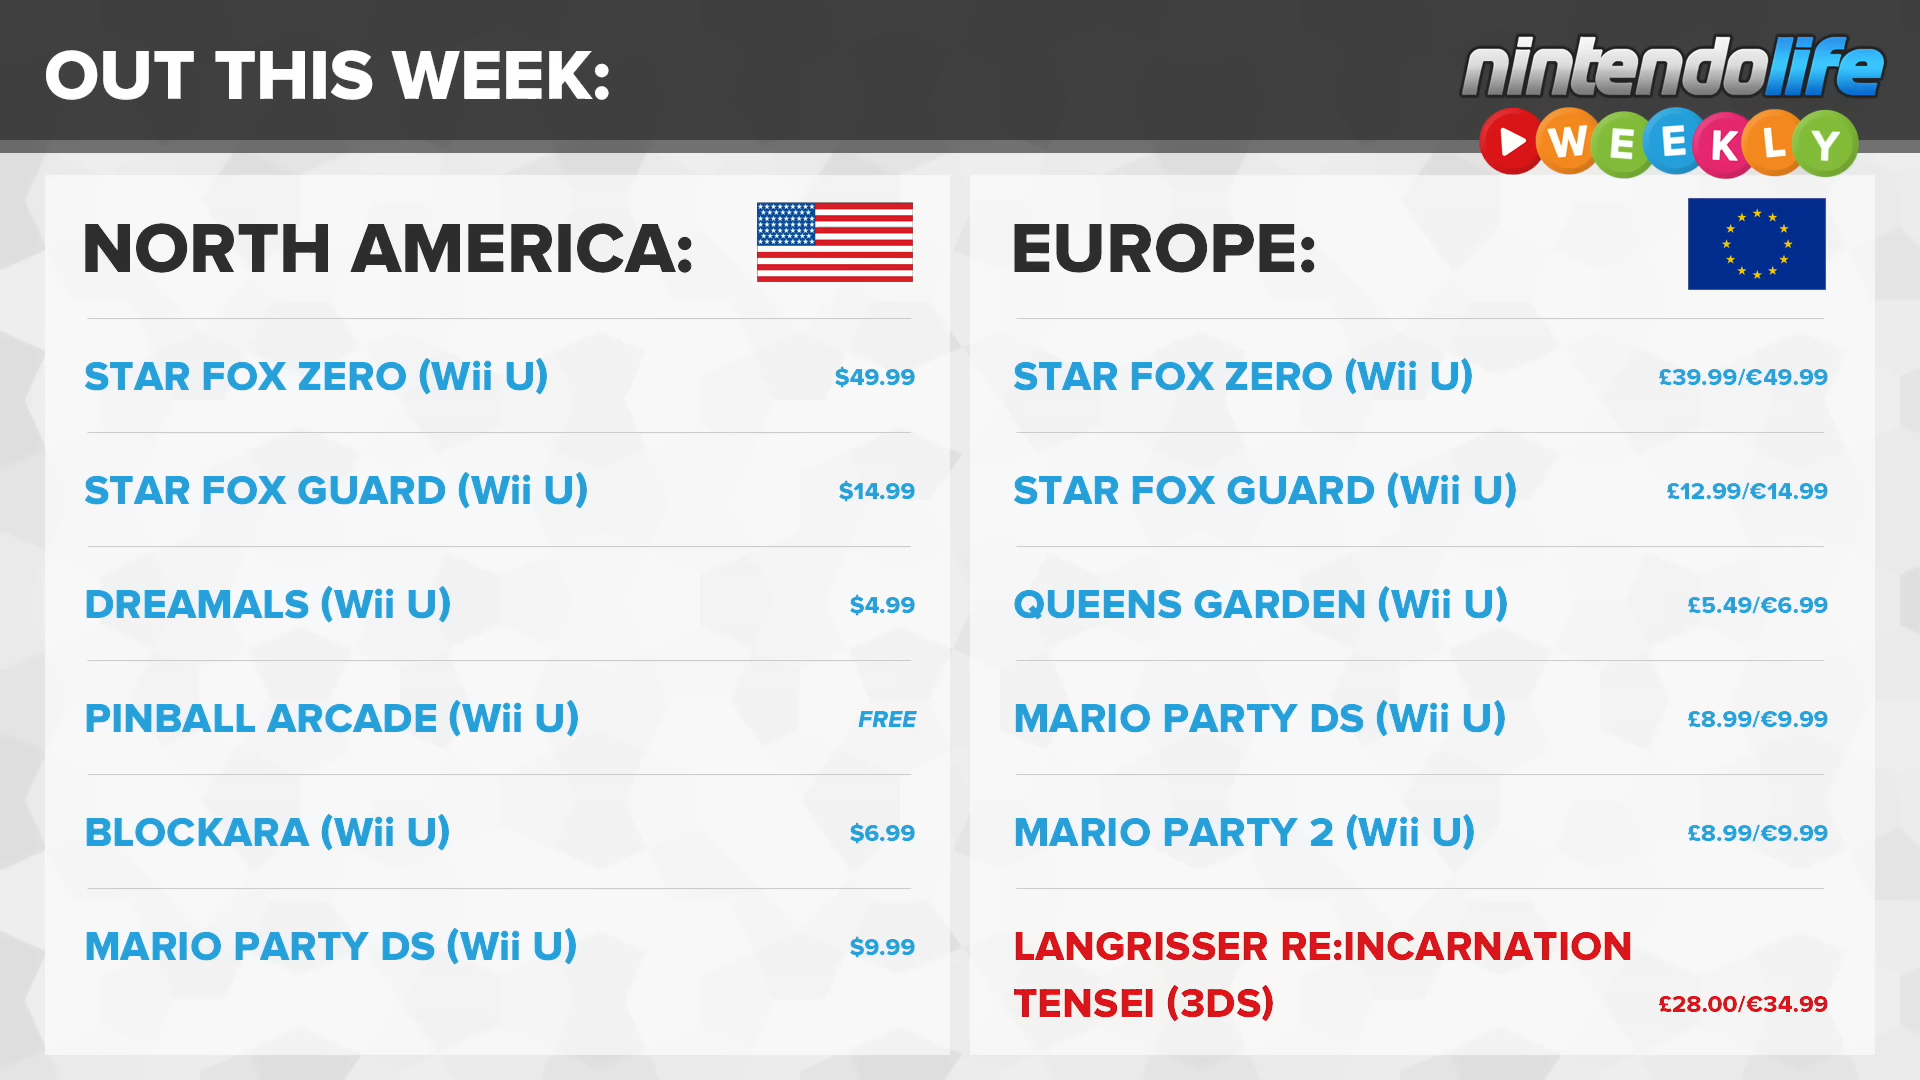 OUT THIS WEEK:
nintendolife
WEEKLY
NORTH AMERICA:
STAR FOX ZERO (Wii U) $49.99
STAR FOX GUARD (Wii U) $14.99
DREAMALS (Wii U) $4.99
PINBALL ARCADE (Wii U) FREE
BLOCKARA (Wii U) $6.99
MARIO PARTY DS (Wii U) $9.99
EUROPE:
STAR FOX ZERO (Wii U) £39.99/€49.99
STAR FOX GUARD (Wii U) £12.99/€14.99
QUEENS GARDEN (Wii U) £5.49/€6.99
MARIO PARTY DS (Wii U) £8.99/€9.99
MARIO PARTY 2 (Wii U) £8.99/€9.99
LANGRISSER RE:INCARNATION
TENSEI (3DS) £28.00/€34.99